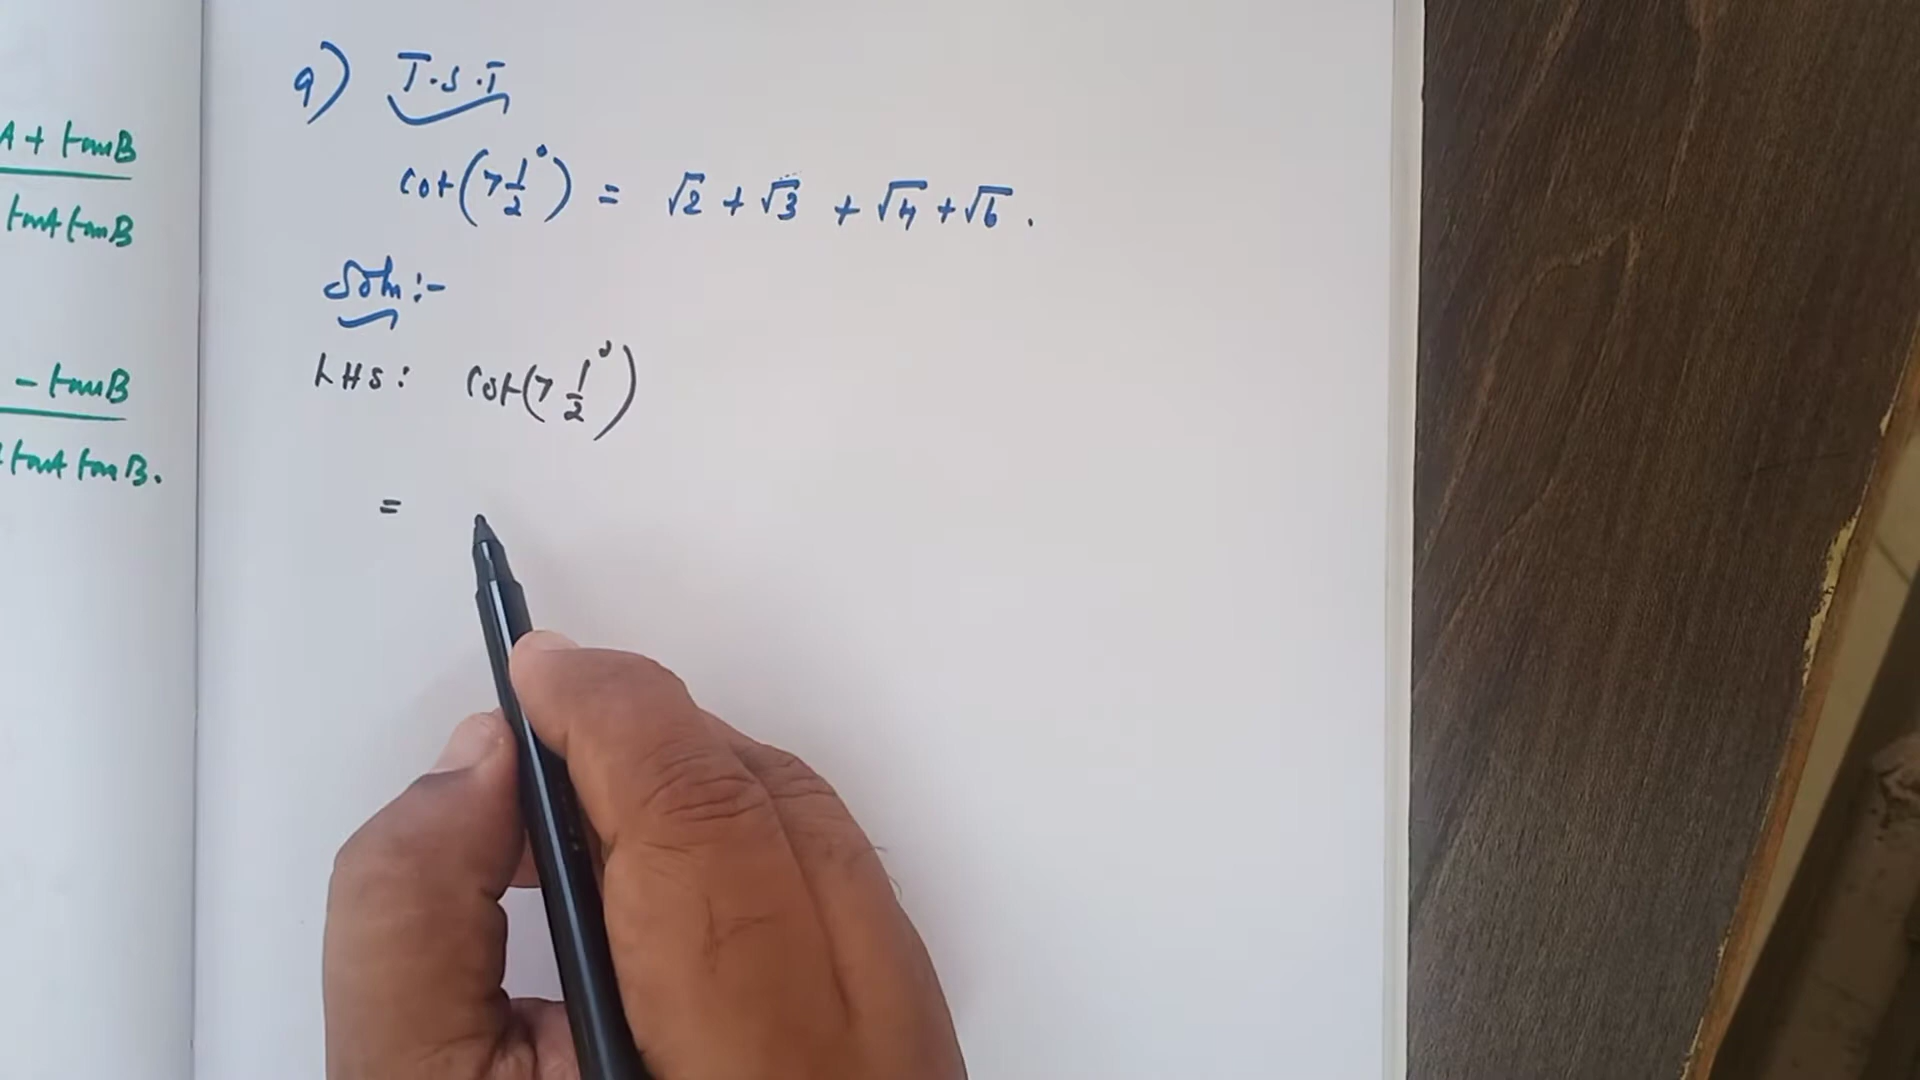 A + tanB
tanA tanB
- tanB
tanA tanB.
9) T.S.T
cot(7 1/2°) = √2 + √3 + √4 + √6.
Soln:-
LHS: cot(7 1/2°)
=